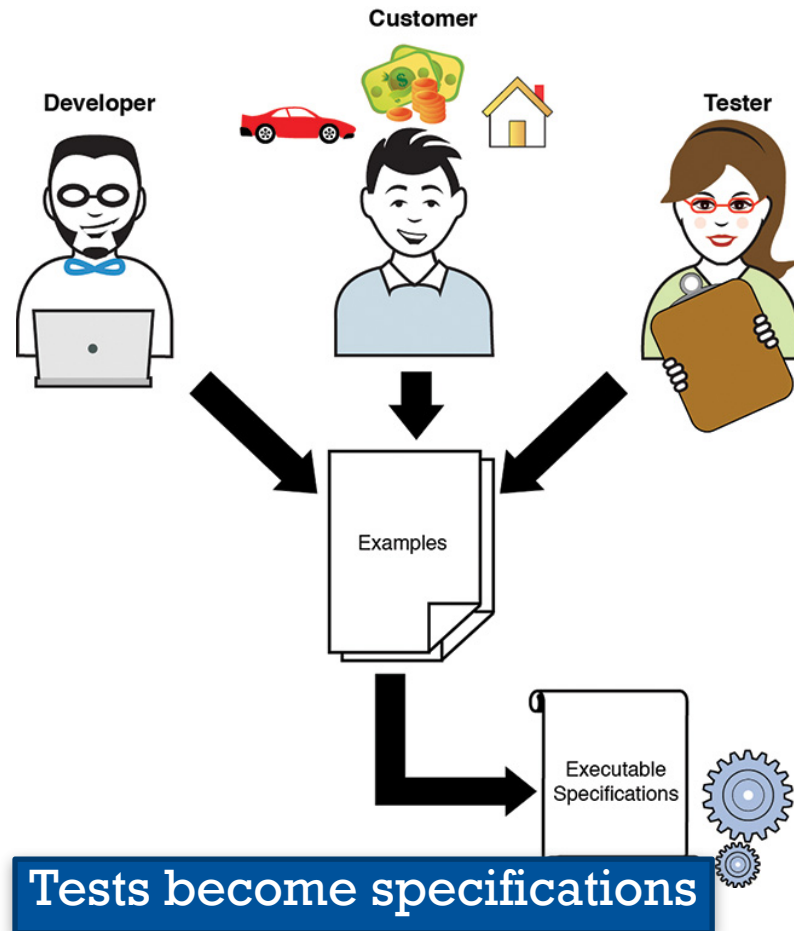 Customer
Developer
Tester
$
Examples
Executable
Specifications
Tests become specifications